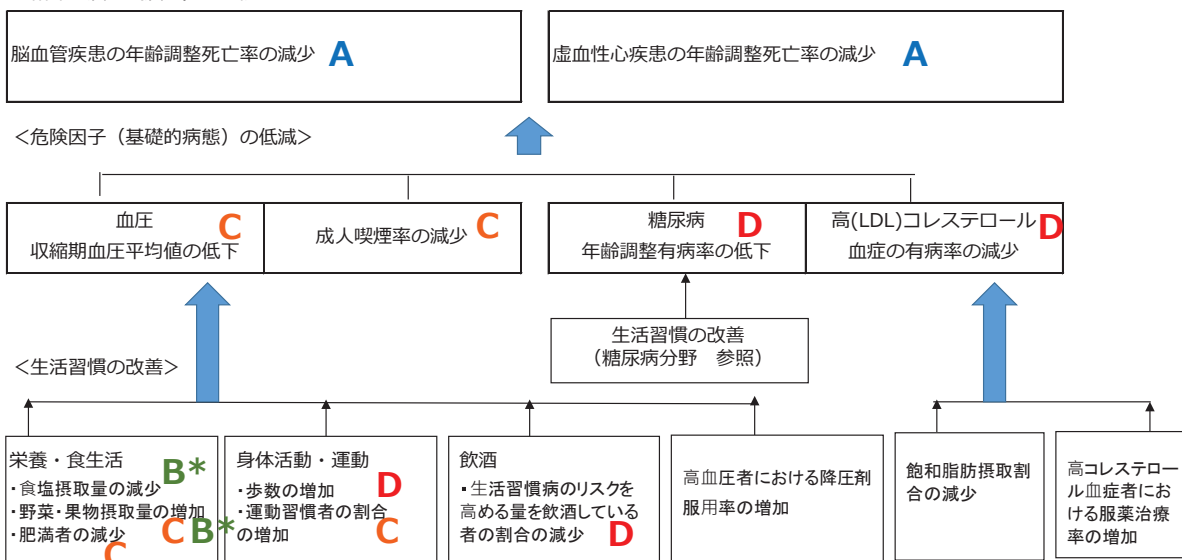 脳血管疾患の年齢調整死亡率の減少 A
虚血性心疾患の年齢調整死亡率の減少 A
<危険因子（基礎的病態）の低減>
血圧 C
収縮期血圧平均値の低下
成人喫煙率の減少 C
糖尿病 D
年齢調整有病率の低下
高(LDL)コレステロール D
血症の有病率の減少
生活習慣の改善
（糖尿病分野　参照）
<生活習慣の改善>
栄養・食生活 B*
・食塩摂取量の減少
・野菜・果物摂取量の増加
・肥満者の減少 C B*
C
身体活動・運動
・歩数の増加 D
・運動習慣者の割合
の増加 C
飲酒
・生活習慣病のリスクを
高める量を飲酒している
者の割合の減少 D
高血圧者における降圧剤
服用率の増加
飽和脂肪摂取割
合の減少
高コレステロー
ル血症者にお
ける服薬治療
率の増加